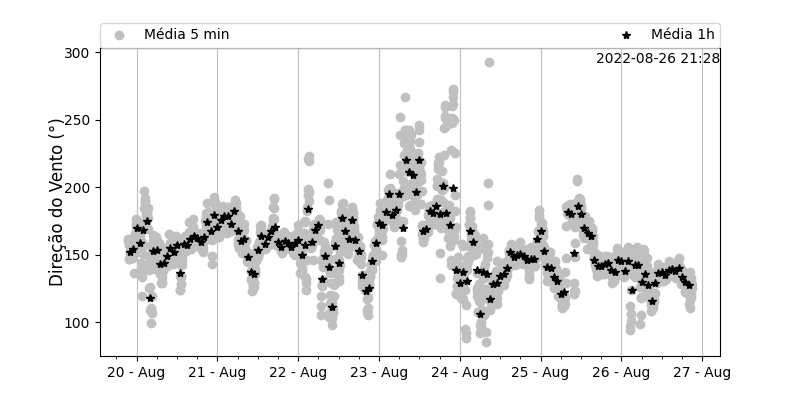 Média 5 min Média 1h
2022-08-26 21:28
Direção do Vento (°)
300
250
200
150
100
20 - Aug 21 - Aug 22 - Aug 23 - Aug 24 - Aug 25 - Aug 26 - Aug 27 - Aug